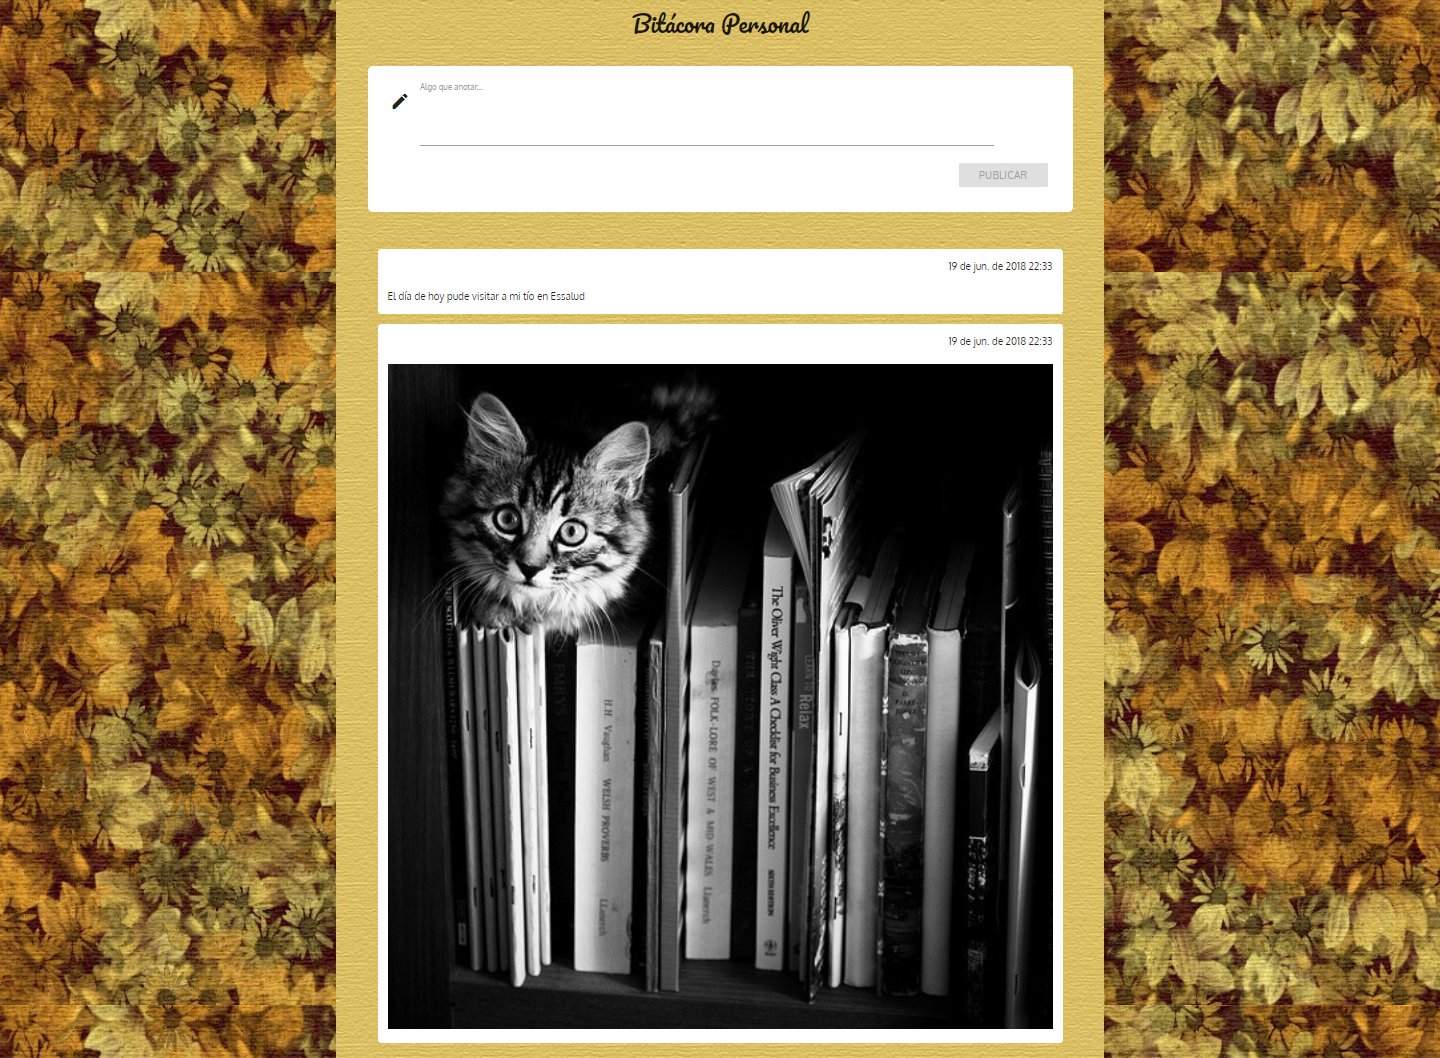 Bitácora Personal
Algo que anotar...
PUBLICAR
19 de jun. de 2018 22:33
El día de hoy pude visitar a mi tío en Essalud
19 de jun. de 2018 22:33
H.H. Vaughan WELSH PROVERBS Llanerch
Davies FOLK-LORE OF WEST & MID WALES Llanerch
The Oliver Wight Class A Checklist for Business Excellence
LEARN TO Relax